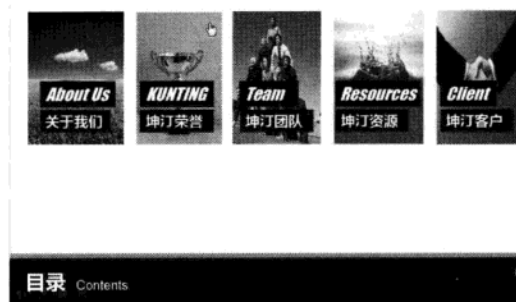 About Us
关于我们
KUNTING
坤汀荣誉
Team
坤汀团队
Resources
坤汀资源
Client
坤汀客户
目录 Contents